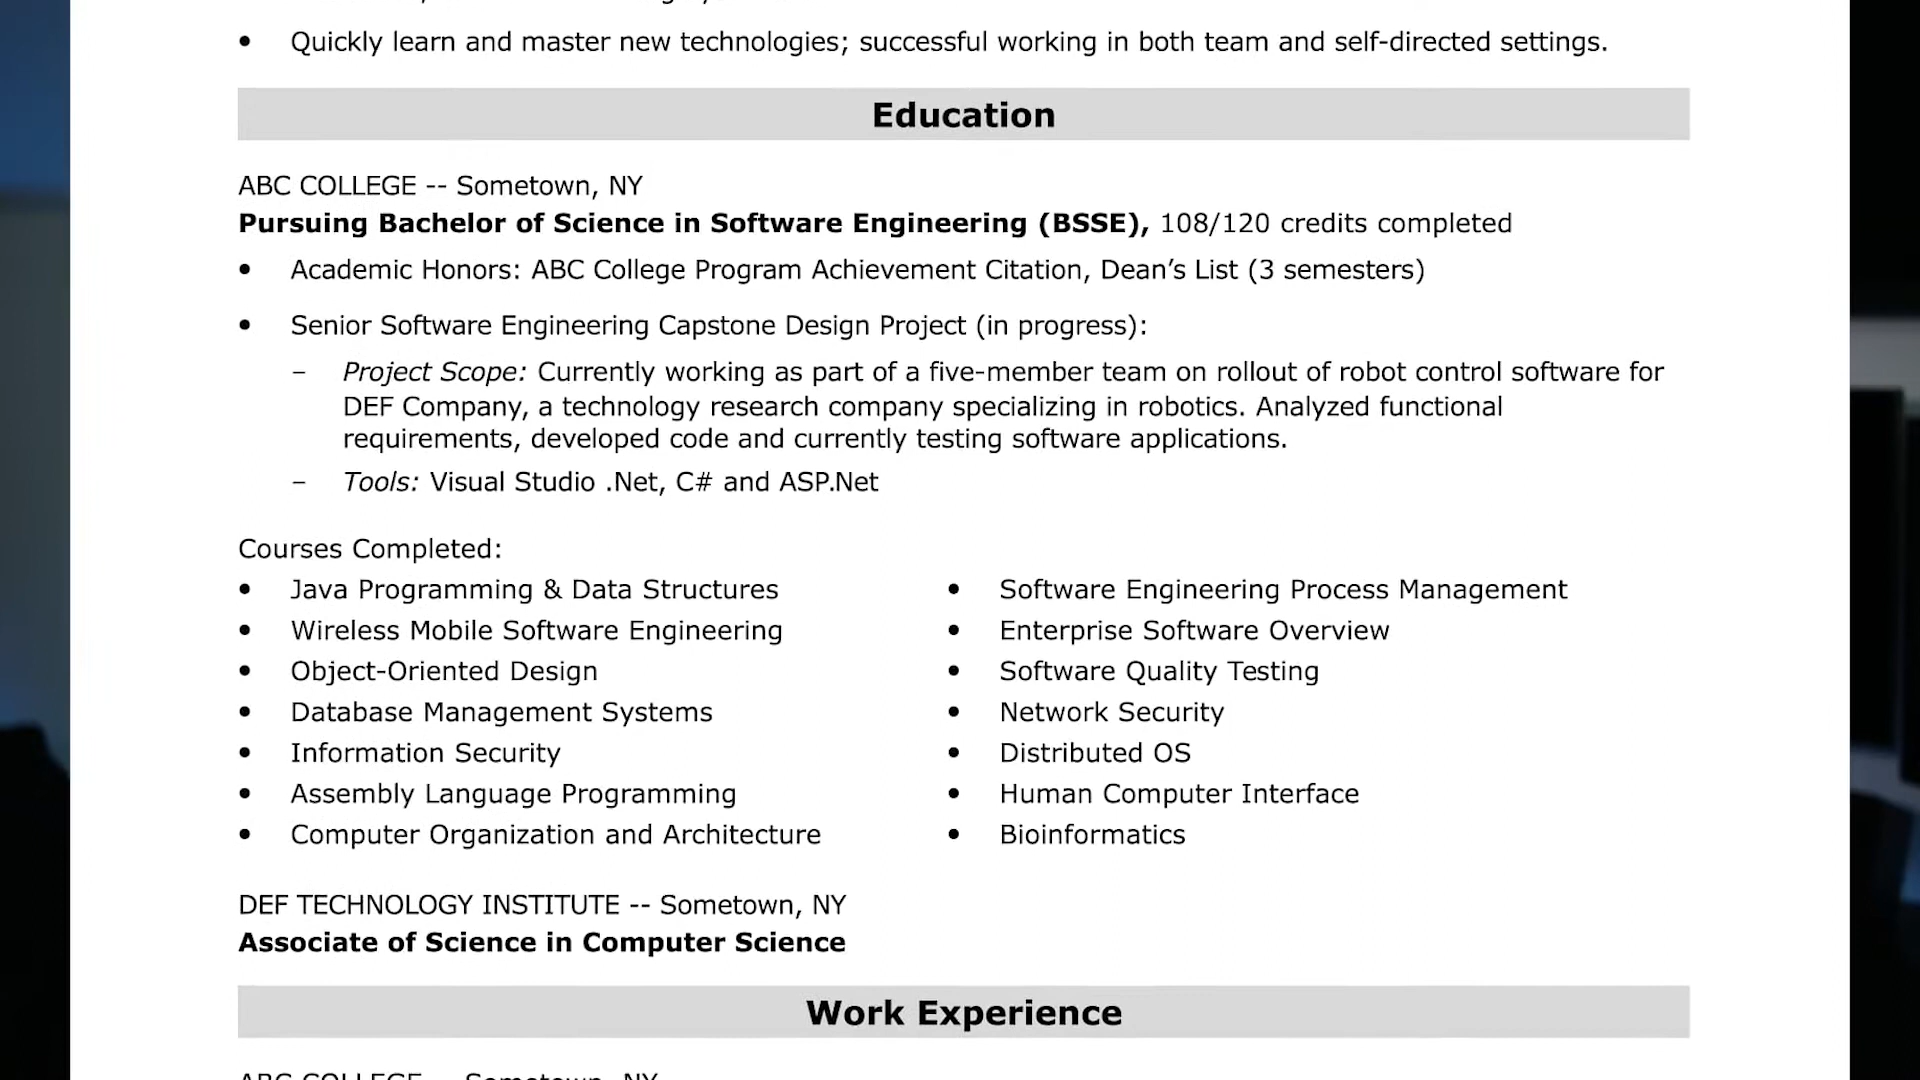 • Quickly learn and master new technologies; successful working in both team and self-directed settings.
Education
ABC COLLEGE -- Sometown, NY
Pursuing Bachelor of Science in Software Engineering (BSSE), 108/120 credits completed
• Academic Honors: ABC College Program Achievement Citation, Dean’s List (3 semesters)
• Senior Software Engineering Capstone Design Project (in progress):
– Project Scope: Currently working as part of a five-member team on rollout of robot control software for
DEF Company, a technology research company specializing in robotics. Analyzed functional
requirements, developed code and currently testing software applications.
– Tools: Visual Studio .Net, C# and ASP.Net
Courses Completed:
• Java Programming & Data Structures
• Wireless Mobile Software Engineering
• Object-Oriented Design
• Database Management Systems
• Information Security
• Assembly Language Programming
• Computer Organization and Architecture
• Software Engineering Process Management
• Enterprise Software Overview
• Software Quality Testing
• Network Security
• Distributed OS
• Human Computer Interface
• Bioinformatics
DEF TECHNOLOGY INSTITUTE -- Sometown, NY
Associate of Science in Computer Science
Work Experience
ABC COLLEGE -- Sometown, NY